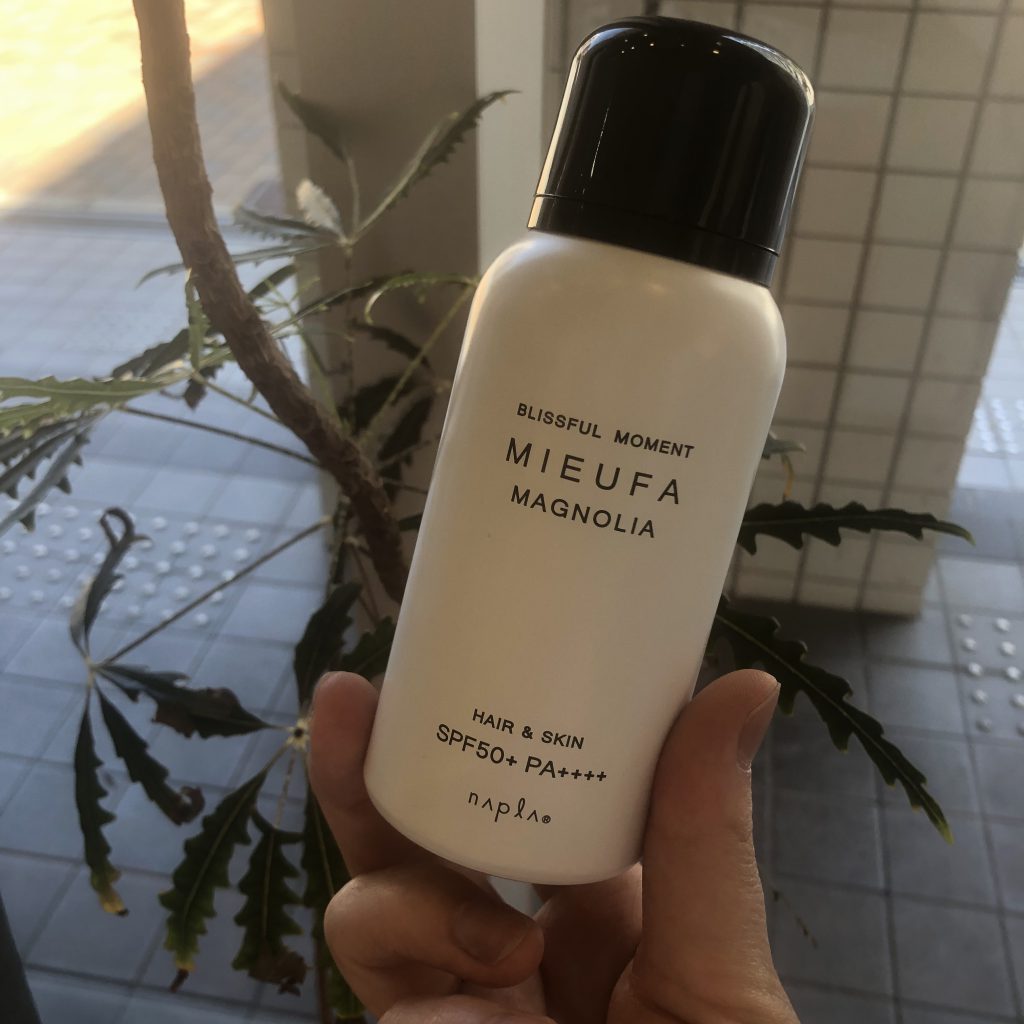 BLISSFUL MOMENT
MIEUFA
MAGNOLIA
HAIR & SKIN
SPF50+ PA++++
napla®